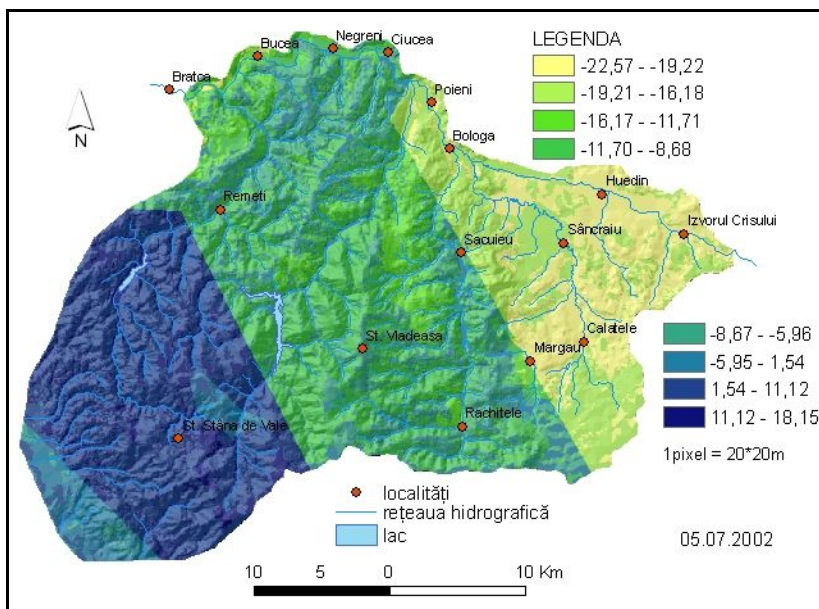 Negreni
Ciucea
Bucea
Bratca
Poieni
Bologa
N
Remeti
Huedin
Izvorul Crisului
Sâncraiu
Sacuieu
St. Vladeasa
Calatele
Margau
Rachitele
St. Stâna de Vale
LEGENDA
-22,57 - -19,22
-19,21 - -16,18
-16,17 - -11,71
-11,70 - -8,68
-8,67 - -5,96
-5,95 - 1,54
1,54 - 11,12
11,12 - 18,15
1pixel = 20*20m
localități
rețeaua hidrografică
lac
05.07.2002
10 5 0 10 Km